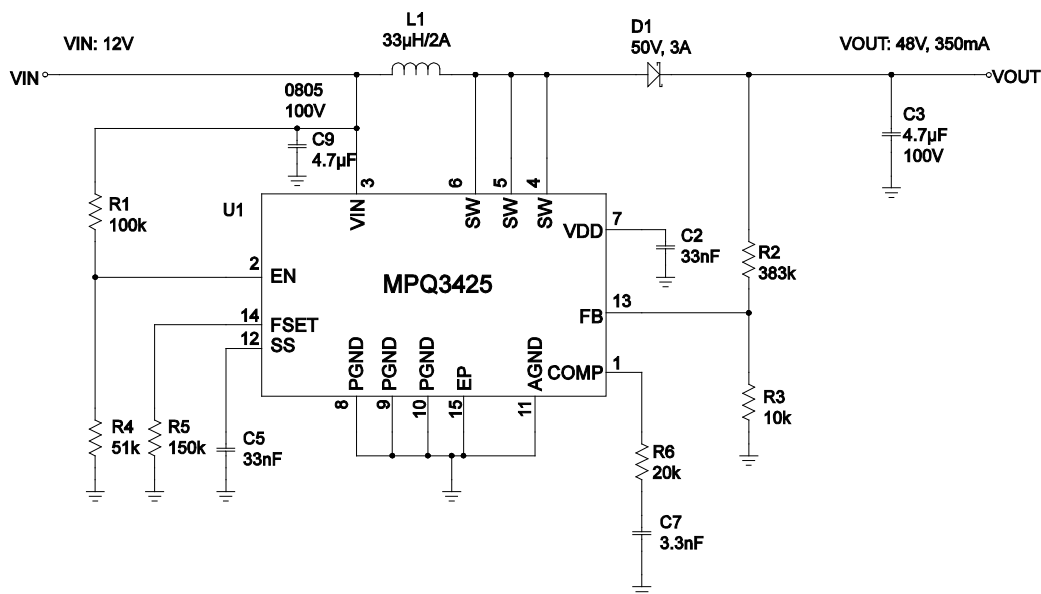 L1
33µH/2A
D1
50V, 3A
VIN: 12V
VOUT: 48V, 350mA
VIN
VOUT
0805
100V
C9
4.7µF
C3
4.7µF
100V
3
6
5
4
R1
100k
U1
VIN
SW
SW
SW
7
VDD
C2
33nF
R2
383k
2
EN
MPQ3425
13
FB
14
FSET
12
SS
PGND
PGND
PGND
EP
AGND
1
COMP
8
9
10
15
11
R3
10k
R4
51k
R5
150k
C5
33nF
R6
20k
C7
3.3nF